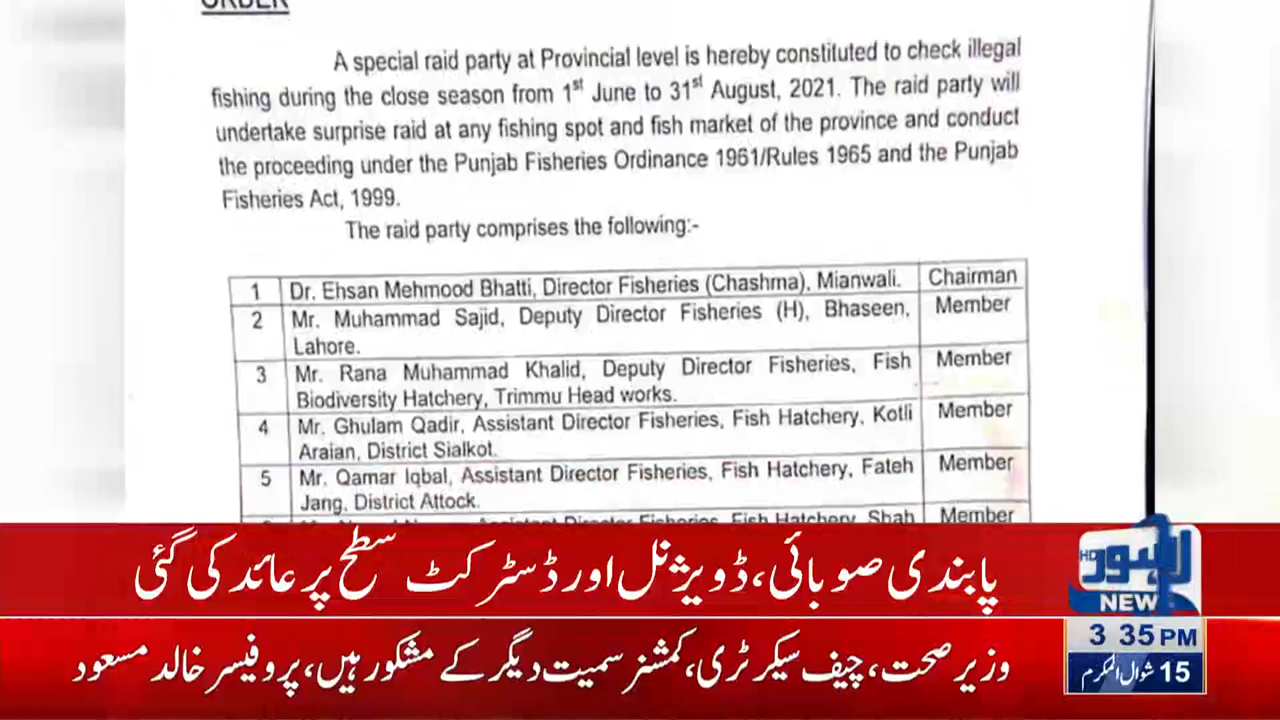 ORDER
A special raid party at Provincial level is hereby constituted to check illegal
fishing during the close season from 1st June to 31st August, 2021. The raid party will
undertake surprise raid at any fishing spot and fish market of the province and conduct
the proceeding under the Punjab Fisheries Ordinance 1961/Rules 1965 and the Punjab
Fisheries Act, 1999.
The raid party comprises the following:-
1 Dr. Ehsan Mehmood Bhatti, Director Fisheries (Chashma), Mianwali. Chairman
2 Mr. Muhammad Sajid, Deputy Director Fisheries (H), Bhaseen, Member
Lahore.
3 Mr. Rana Muhammad Khalid, Deputy Director Fisheries, Fish Member
Biodiversity Hatchery, Trimmu Head works.
4 Mr. Ghulam Qadir, Assistant Director Fisheries, Fish Hatchery, Kotli Member
Araian, District Sialkot.
5 Mr. Qamar Iqbal, Assistant Director Fisheries, Fish Hatchery, Fateh Member
Jang, District Attock.
Assistant Director Fisheries, Fish Hatchery, Shah Member
پابندی صوبائی، ڈویژنل اور ڈسٹرکٹ سطح پر عائد کی گئی
لاہور
HD
NEW
3 35 PM
وزیر صحت، چیف سیکرٹری، کمشنر سمیت دیگر کے مشکور ہیں، پروفیسر خالد مسعود
15 شوال المکرم